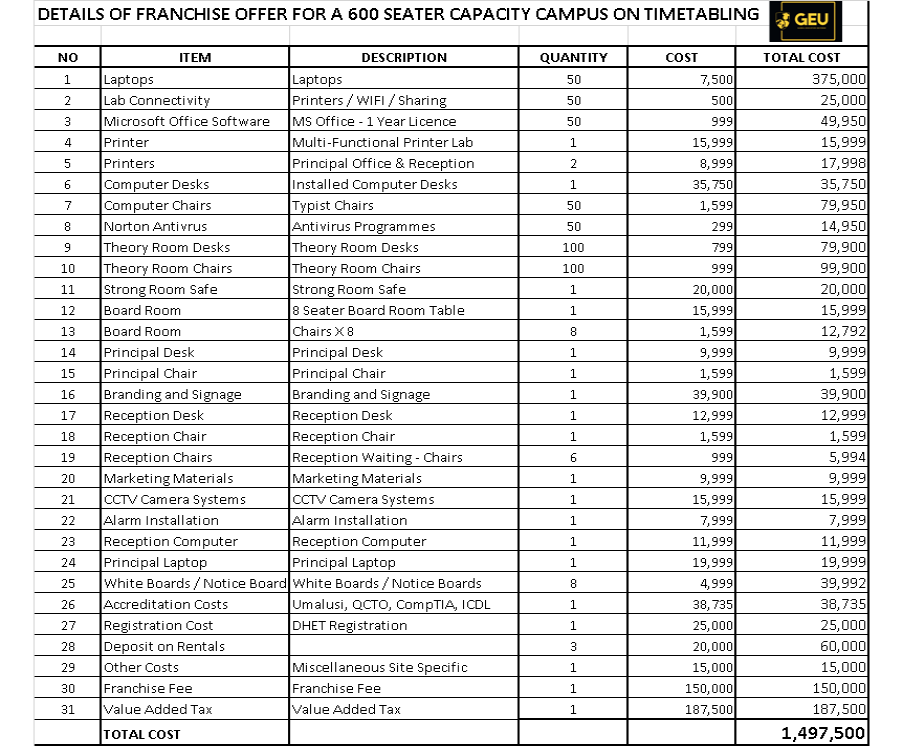 DETAILS OF FRANCHISE OFFER FOR A 600 SEATER CAPACITY CAMPUS ON TIMETABLING GEU
NO ITEM DESCRIPTION QUANTITY COST TOTAL COST
1 Laptops Laptops 50 7,500 375,000
2 Lab Connectivity Printers / WIFI / Sharing 50 500 25,000
3 Microsoft Office Software MS Office - 1 Year Licence 50 999 49,950
4 Printer Multi-Functional Printer Lab 1 15,999 15,999
5 Printers Principal Office & Reception 2 8,999 17,998
6 Computer Desks Installed Computer Desks 1 35,750 35,750
7 Computer Chairs Typist Chairs 50 1,599 79,950
8 Norton Antivrus Antivirus Programmes 50 299 14,950
9 Theory Room Desks Theory Room Desks 100 799 79,900
10 Theory Room Chairs Theory Room Chairs 100 999 99,900
11 Strong Room Safe Strong Room Safe 1 20,000 20,000
12 Board Room 8 Seater Board Room Table 1 15,999 15,999
13 Board Room Chairs X 8 8 1,599 12,792
14 Principal Desk Principal Desk 1 9,999 9,999
15 Principal Chair Principal Chair 1 1,599 1,599
16 Branding and Signage Branding and Signage 1 39,900 39,900
17 Reception Desk Reception Desk 1 12,999 12,999
18 Reception Chair Reception Chair 1 1,599 1,599
19 Reception Chairs Reception Waiting - Chairs 6 999 5,994
20 Marketing Materials Marketing Materials 1 9,999 9,999
21 CCTV Camera Systems CCTV Camera Systems 1 15,999 15,999
22 Alarm Installation Alarm Installation 1 7,999 7,999
23 Reception Computer Reception Computer 1 11,999 11,999
24 Principal Laptop Principal Laptop 1 19,999 19,999
25 White Boards / Notice Board White Boards / Notice Boards 8 4,999 39,992
26 Accreditation Costs Umalusi, QCTO, CompTIA, ICDL 1 38,735 38,735
27 Registration Cost DHET Registration 1 25,000 25,000
28 Deposit on Rentals 3 20,000 60,000
29 Other Costs Miscellaneous Site Specific 1 15,000 15,000
30 Franchise Fee Franchise Fee 1 150,000 150,000
31 Value Added Tax Value Added Tax 1 187,500 187,500
TOTAL COST 1,497,500